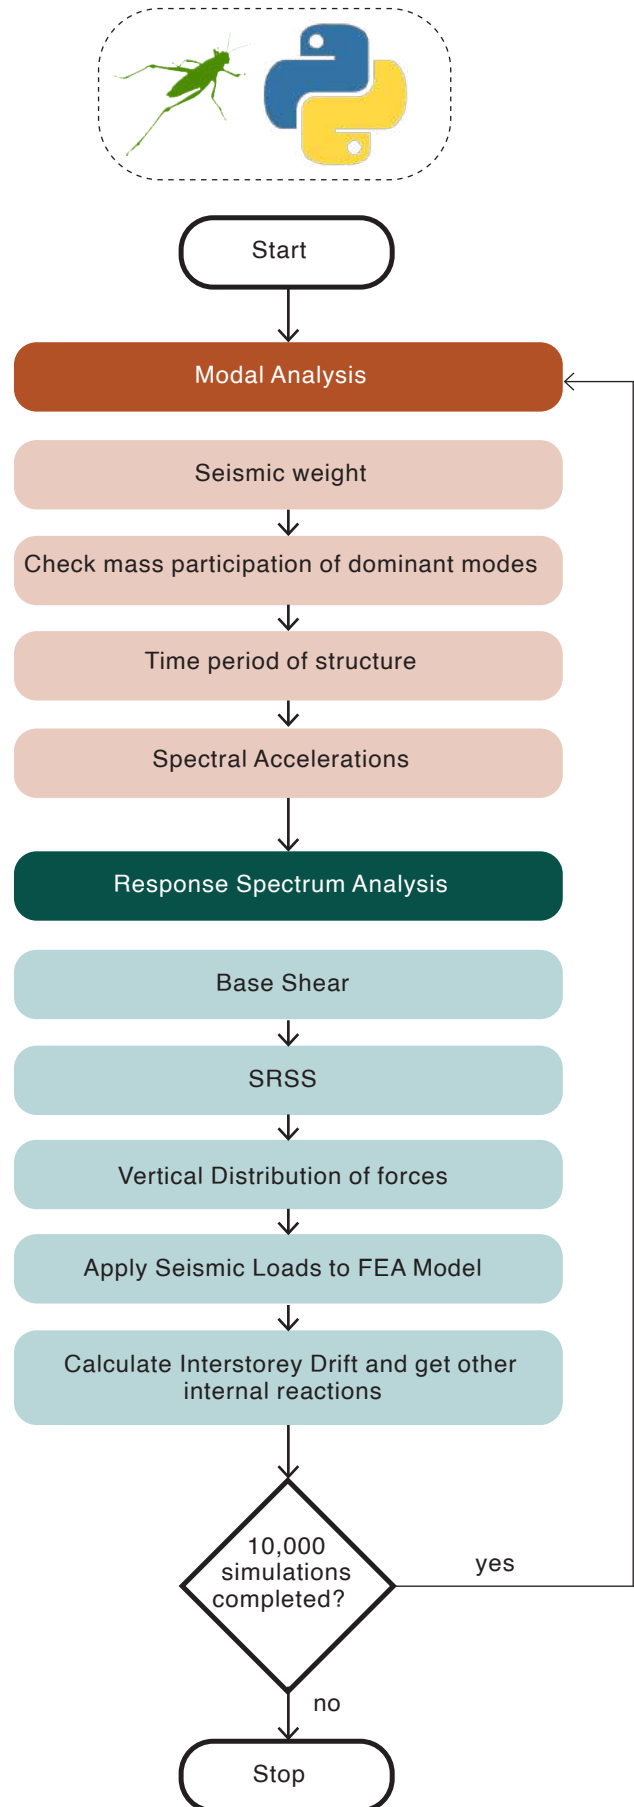 Start
Modal Analysis
Seismic weight
Check mass participation of dominant modes
Time period of structure
Spectral Accelerations
Response Spectrum Analysis
Base Shear
SRSS
Vertical Distribution of forces
Apply Seismic Loads to FEA Model
Calculate Interstorey Drift and get other
internal reactions
10,000
simulations
completed?
yes
no
Stop